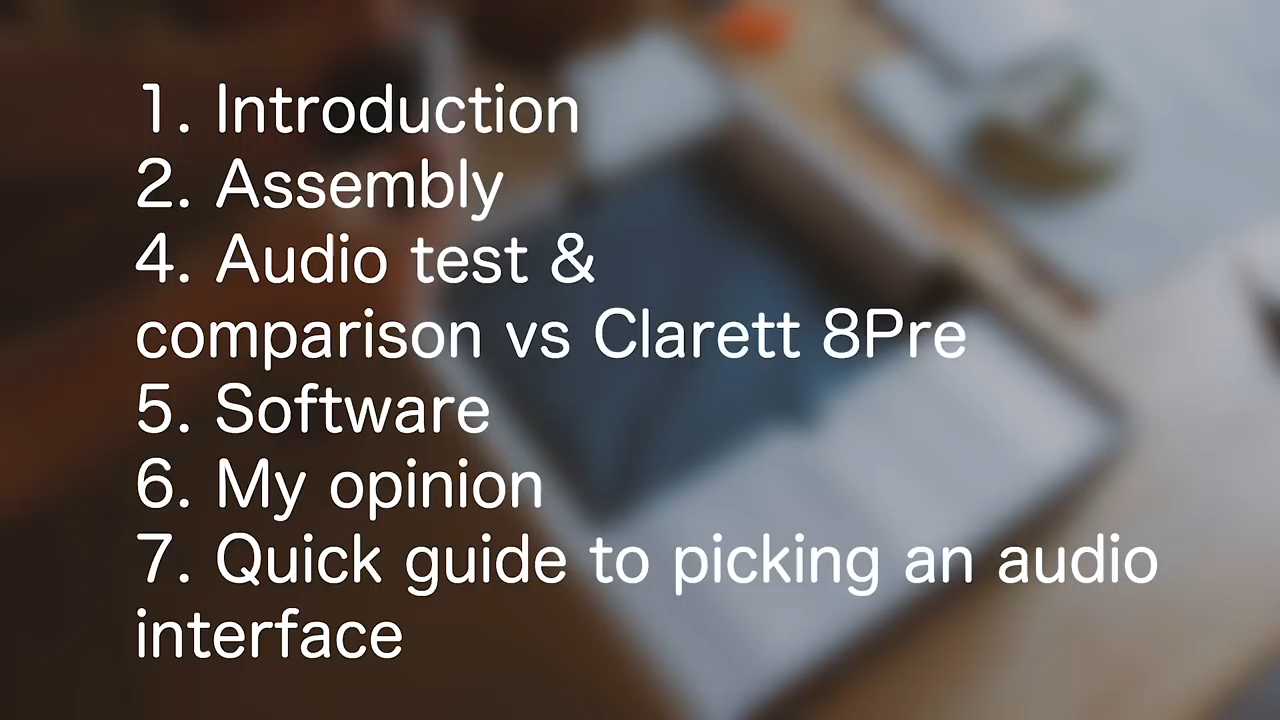 1. Introduction
2. Assembly
4. Audio test &
comparison vs Clarett 8Pre
5. Software
6. My opinion
7. Quick guide to picking an audio
interface